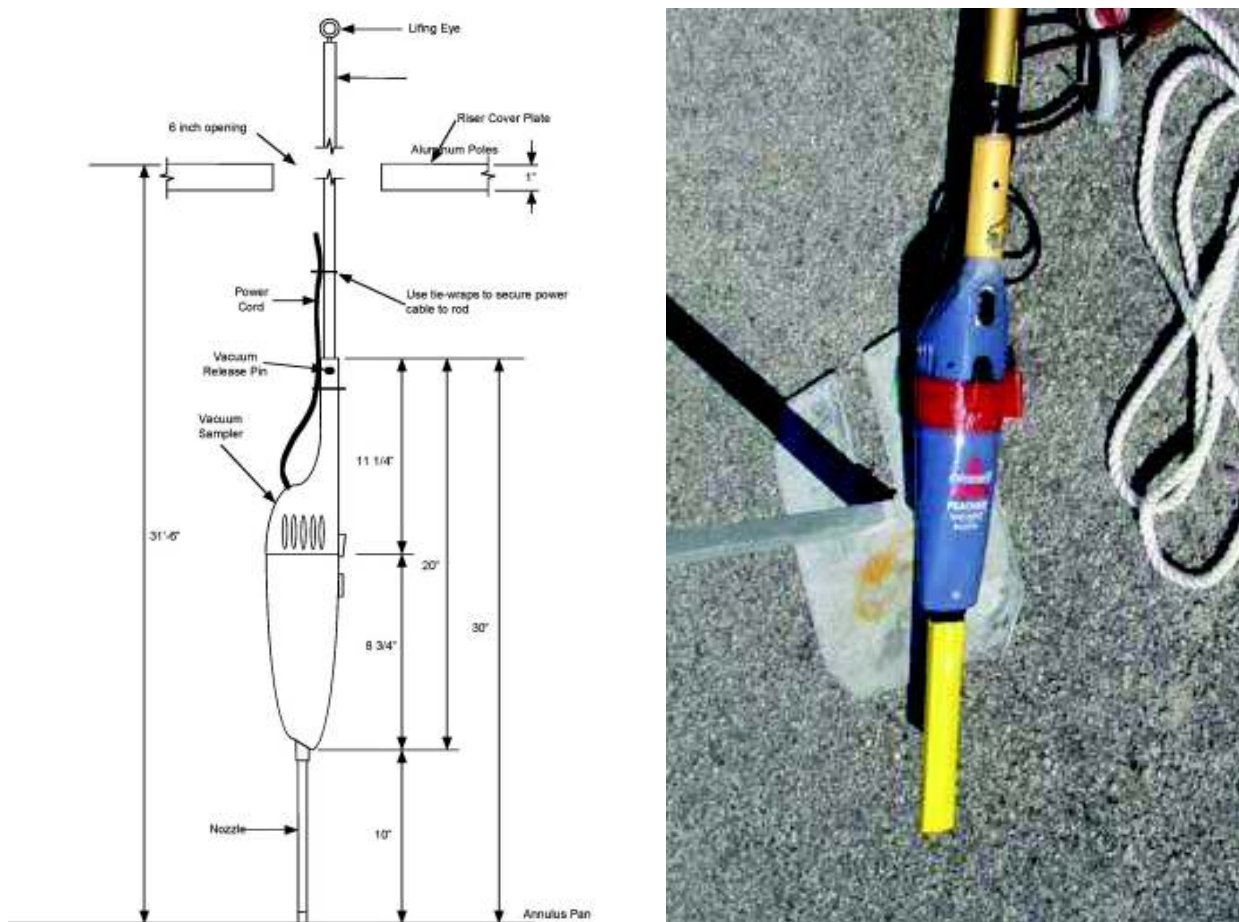 Lifing Eye
6 inch opening
Riser Cover Plate
Aluminum Poles
1"
Power
Cord
Use tie-wraps to secure power
cable to rod
Vacuum
Release Pin
Vacuum
Sampler
11 1/4"
31'-6"
20"
30"
8 3/4"
Nozzle
10"
Annulus Pan